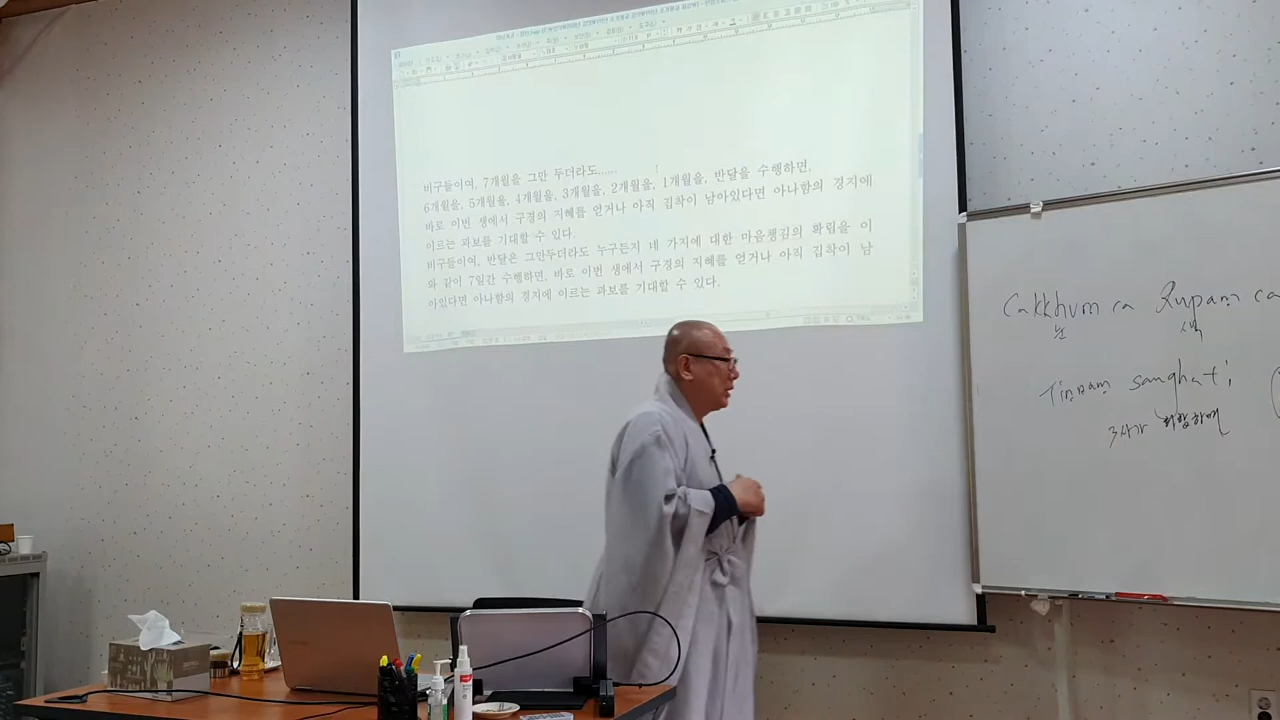 비구들이여, 7개월을 그만 두더라도......
6개월을, 5개월을, 4개월을, 3개월을, 2개월을, 1개월을, 반달을 수행하면,
바로 이번 생에서 구경의 지혜를 얻거나 아직 집착이 남아있다면 아나함의 경지에
이르는 과보를 기대할 수 있다.
비구들이여, 반달은 그만두더라도 누구든지 네 가지에 대한 마음챙김의 확립을 이
와 같이 7일간 수행하면, 바로 이번 생에서 구경의 지혜를 얻거나 아직 집착이 남
아있다면 아나함의 경지에 이르는 과보를 기대할 수 있다.
Cakkhum ca Rupam ca
눈 색
Tinnam sanghati
3사가 화합하며